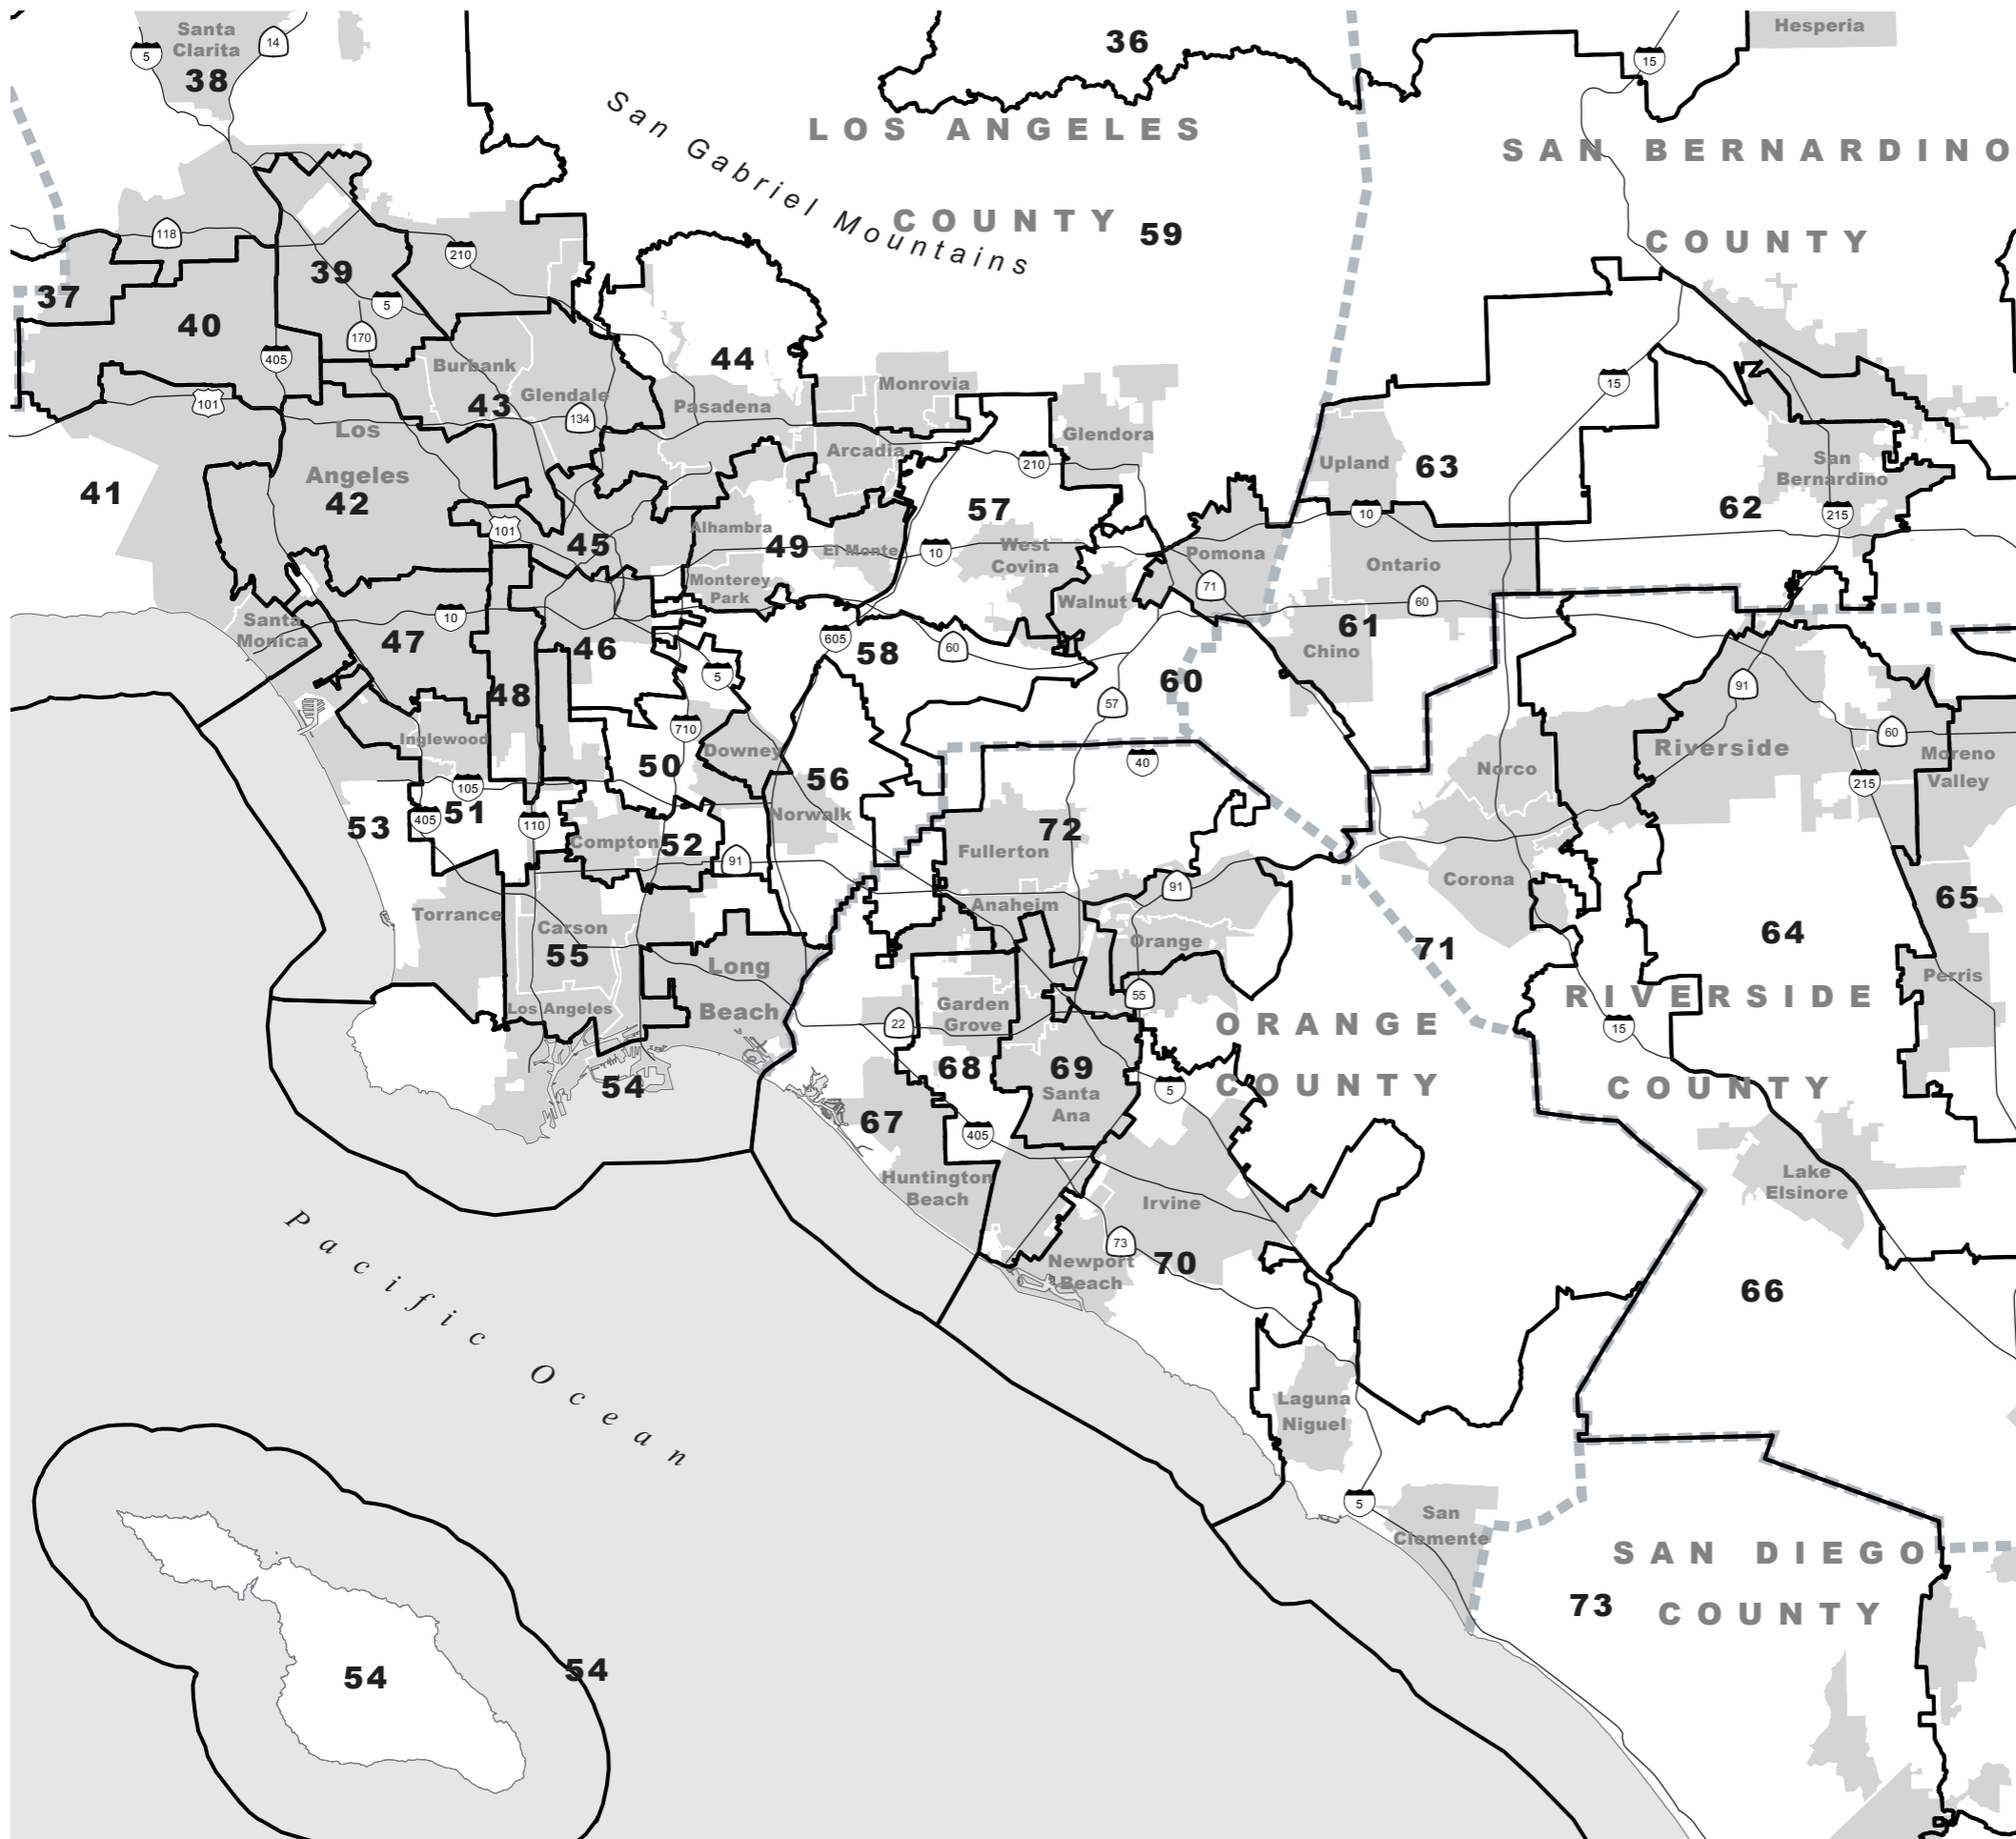 Santa
Clarita
38
5
14
36
15
Hesperia
San Gabriel Mountains
LOS ANGELES
COUNTY
59
SAN BERNARDINO
COUNTY
118
210
37
39
5
40
170
405
Burbank
44
Monrovia
15
101
43
Glendale
134
Pasadena
Los
Angeles
42
Arcadia
Glendora
210
Upland
63
San
Bernardino
41
57
62
10
215
101
45
Alhambra
49
El Monte
10
West
Covina
Pomona
Ontario
Monterey
Park
71
Walnut
60
Santa
Monica
10
47
46
605
58
60
61
Chino
5
60
48
57
91
Inglewood
710
Downey
40
Riverside
60
Moreno
Valley
50
56
Norco
215
105
51
53
405
110
Norwalk
Compton
52
91
72
Fullerton
Corona
65
91
Torrance
Anaheim
Carson
55
Orange
71
64
Long
Beach
Perris
Los Angeles
Garden
Grove
55
RIVERSIDE
COUNTY
22
ORANGE
COUNTY
15
54
68
69
Santa
Ana
5
67
405
Huntington
Beach
Irvine
Lake
Elsinore
Pacific Ocean
73
Newport
Beach
70
66
Laguna
Niguel
5
San
Clemente
SAN DIEGO
COUNTY
73
54
54